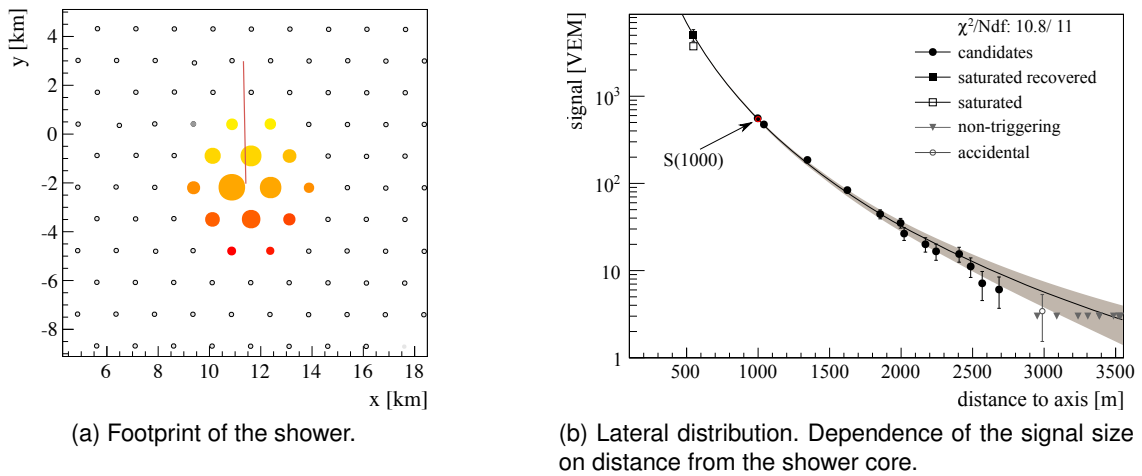 y [km]
4
2
0
-2
-4
-6
-8
6 8 10 12 14 16 18
x [km]
(a) Footprint of the shower.
signal [VEM]
10³
10²
10
1
χ²/Ndf: 10.8/ 11
candidates
saturated recovered
saturated
non-triggering
accidental
S(1000)
500 1000 1500 2000 2500 3000 3500
distance to axis [m]
(b) Lateral distribution. Dependence of the signal size
on distance from the shower core.